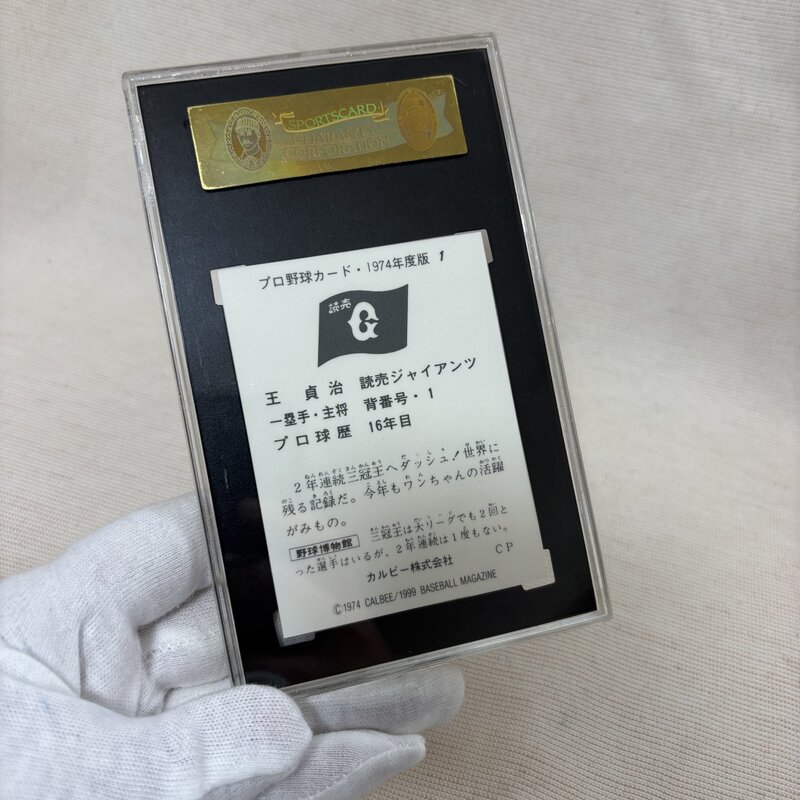 SPORTSCARD
GUARANTY
CORPORATION
プロ野球カード・1974年度版 1
読売
G
王 貞 治 読売ジャイアンツ
一塁手・主将 背番号・1
プロ球歴 16年目
2年連続三冠王へダッシュ!世界に
残る記録だ。今年もワンちゃんの活躍
がみもの。
野球博物館 三冠王は大リーグでも2回と
った選手はいるが、2年連続は1度もない。
カルビー株式会社 CP
©1974 CALBEE/1999 BASEBALL MAGAZINE